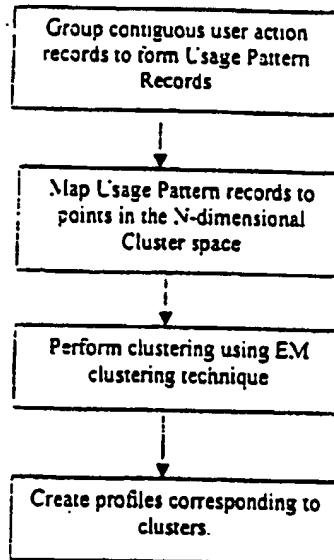 Group contiguous user action
records to form Usage Pattern
Records
Map Usage Pattern records to
points in the N-dimensional
Cluster space
Perform clustering using EM
clustering technique
Create profiles corresponding to
clusters.